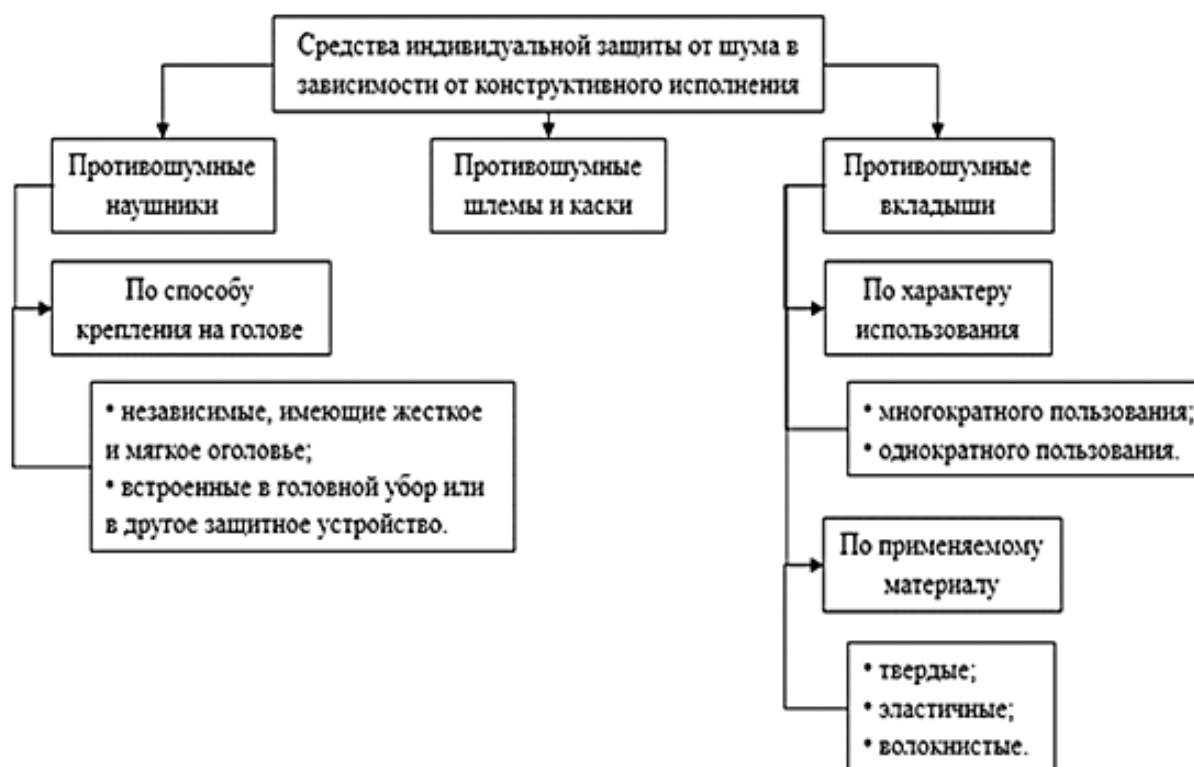 Средства индивидуальной защиты от шума в
зависимости от конструктивного исполнения
Противошумные
наушники
По способу
крепления на голове
• независимые, имеющие жесткое
и мягкое оголовье;
• встроенные в головной убор или
в другое защитное устройство.
Противошумные
шлемы и каски
Противошумные
вкладыши
По характеру
использования
• многократного пользования;
• однократного пользования.
По применяемому
материалу
• твердые;
• эластичные;
• волокнистые.